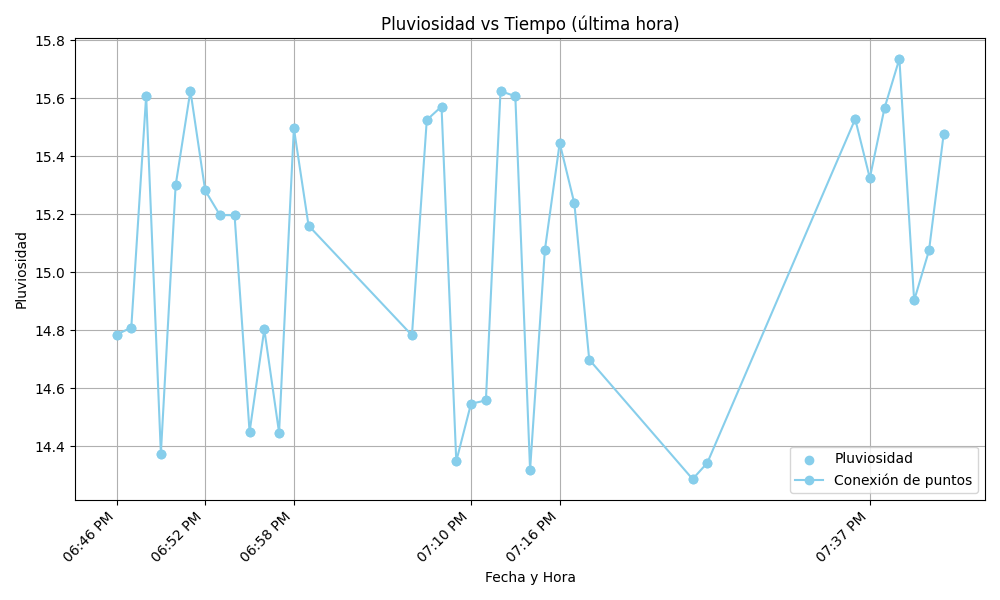 Pluviosidad vs Tiempo (última hora)
Pluviosidad
15.8
15.6
15.4
15.2
15.0
14.8
14.6
14.4
Pluviosidad
Conexión de puntos
06:46 PM
06:52 PM
06:58 PM
07:10 PM
07:16 PM
07:37 PM
Fecha y Hora